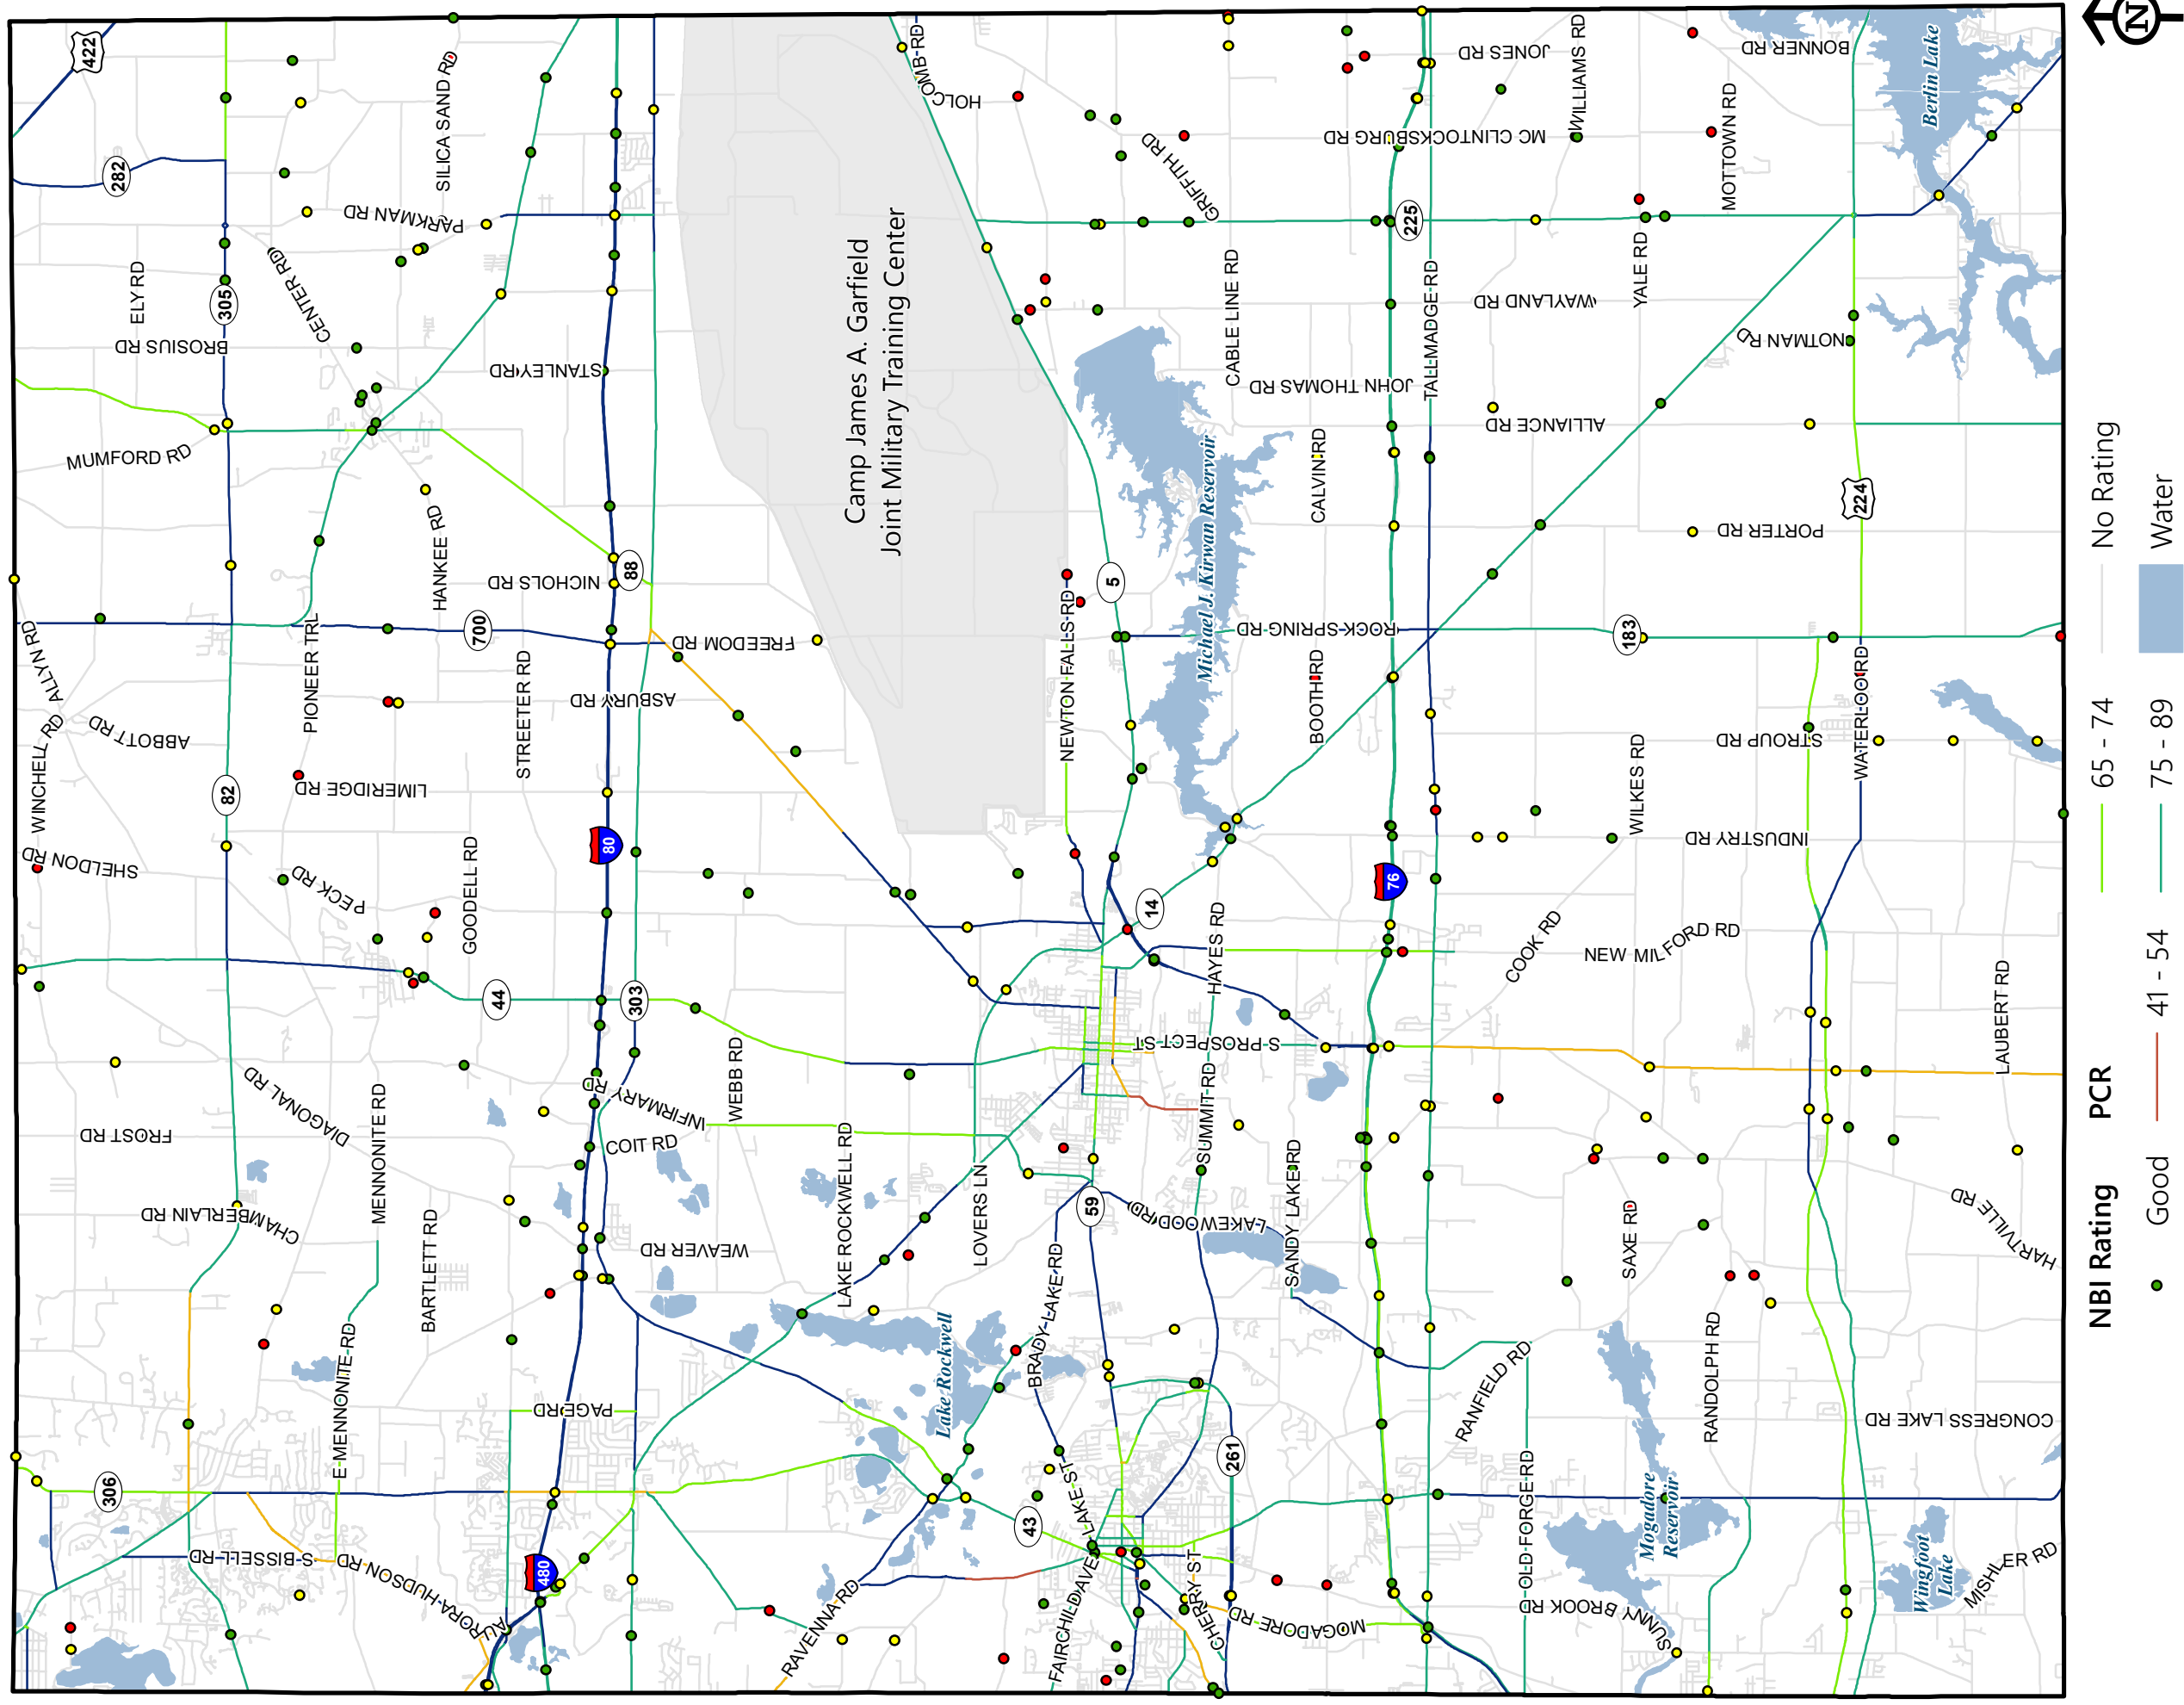 422
282
305
ELY RD
BROSIUS RD
MUMFORD RD
CENTER RD
PARKMAN RD
SILICA SAND RD
STANLEY RD
HANKEE RD
NICHOLS RD
88
700
FREEDOM RD
ASBURY RD
STREETER RD
PIONEER TRL
ALLYN RD
WINCHELL RD
ABBOTT RD
LIMERIDGE RD
82
SHELDON RD
PECK RD
GOODELL RD
80
44
303
DIAGONAL RD
FROST RD
MENNONITE RD
INFIRMARY RD
WEBB RD
COIT RD
CHAMBERLAIN RD
BARTLETT RD
WEAVER RD
E MENNONITE RD
PAGE RD
306
S BISSELL RD
AURORA-HUDSON RD
480
HOLCOMB RD
Camp James A. Garfield
Joint Military Training Center
GRIFFITH RD
MC CLINTOCKSBURG RD
JONES RD
WILLIAMS RD
BONNER RD
Berlin Lake
MOTTOWN RD
225
CABLE LINE RD
TALLMADGE RD
WAYLAND RD
YALE RD
NOTMAN RD
JOHN THOMAS RD
ALLIANCE RD
Michael J. Kirwan Reservoir
CALVIN RD
PORTER RD
224
5
NEWTON FALLS RD
ROCK SPRING RD
183
BOOTH RD
STROUP RD
WATERLOO RD
WILKES RD
INDUSTRY RD
76
14
HAYES RD
COOK RD
NEW MILFORD RD
LAUBERT RD
S PROSPECT ST
SUMMIT RD
LAKE ROCKWELL RD
LOVERS LN
59
LAKEWOOD RD
SANDY LAKE RD
SAXE RD
HARTVILLE RD
Lake Rockwell
BRADY LAKE RD
RANFIELD RD
RANDOLPH RD
CONGRESS LAKE RD
261
43
LAKE ST
OLD FORGE RD
Mogadore
Reservoir
Wingfoot
Lake
MISHLER RD
RAVENNA RD
FAIRCHILD AVE
CHERRY ST
MOGADORE RD
SUNNY BROOK RD
N
NBI Rating
Good
PCR
41 - 54
65 - 74
75 - 89
No Rating
Water